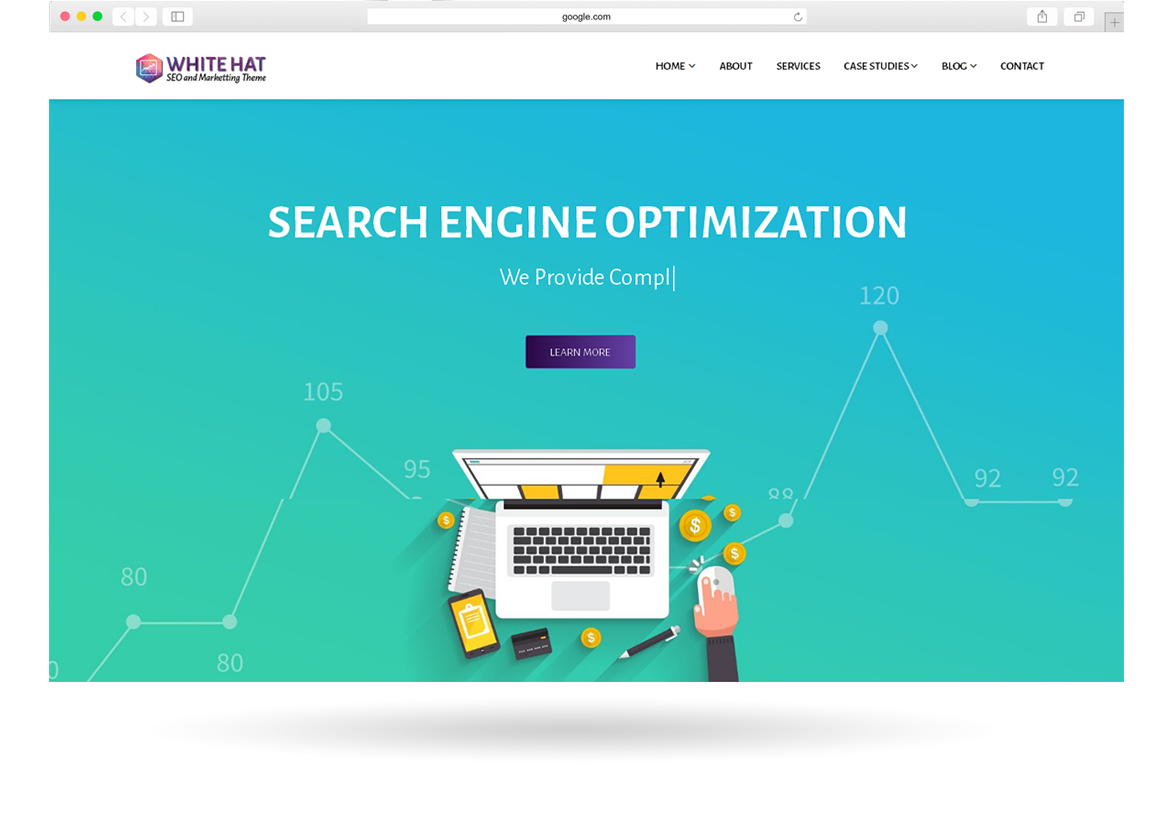 google.com
WHITE HAT
SEO and Marketting Theme
HOME
ABOUT
SERVICES
CASE STUDIES
BLOG
CONTACT
SEARCH ENGINE OPTIMIZATION
We Provide Compl|
120
LEARN MORE
105
95
92
92
88
$
$
$
$
80
$
80
0